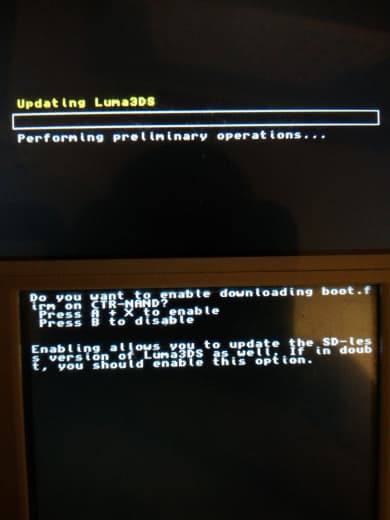 Updating Luma3DS
Performing preliminary operations...
Do you want to enable downloading boot.f
irm on CTR-NAND?
Press A + X to enable
Press B to disable
Enabling allows you to update the SD-les
s version of Luma3DS as well. If in doub
t, you should enable this option.